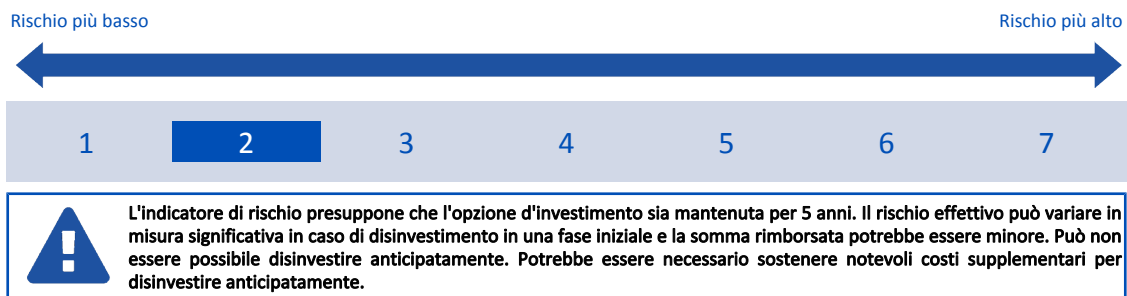 Rischio più basso Rischio più alto
1 2 3 4 5 6 7
L'indicatore di rischio presuppone che l'opzione d'investimento sia mantenuta per 5 anni. Il rischio effettivo può variare in
misura significativa in caso di disinvestimento in una fase iniziale e la somma rimborsata potrebbe essere minore. Può non
essere possibile disinvestire anticipatamente. Potrebbe essere necessario sostenere notevoli costi supplementari per
disinvestire anticipatamente.